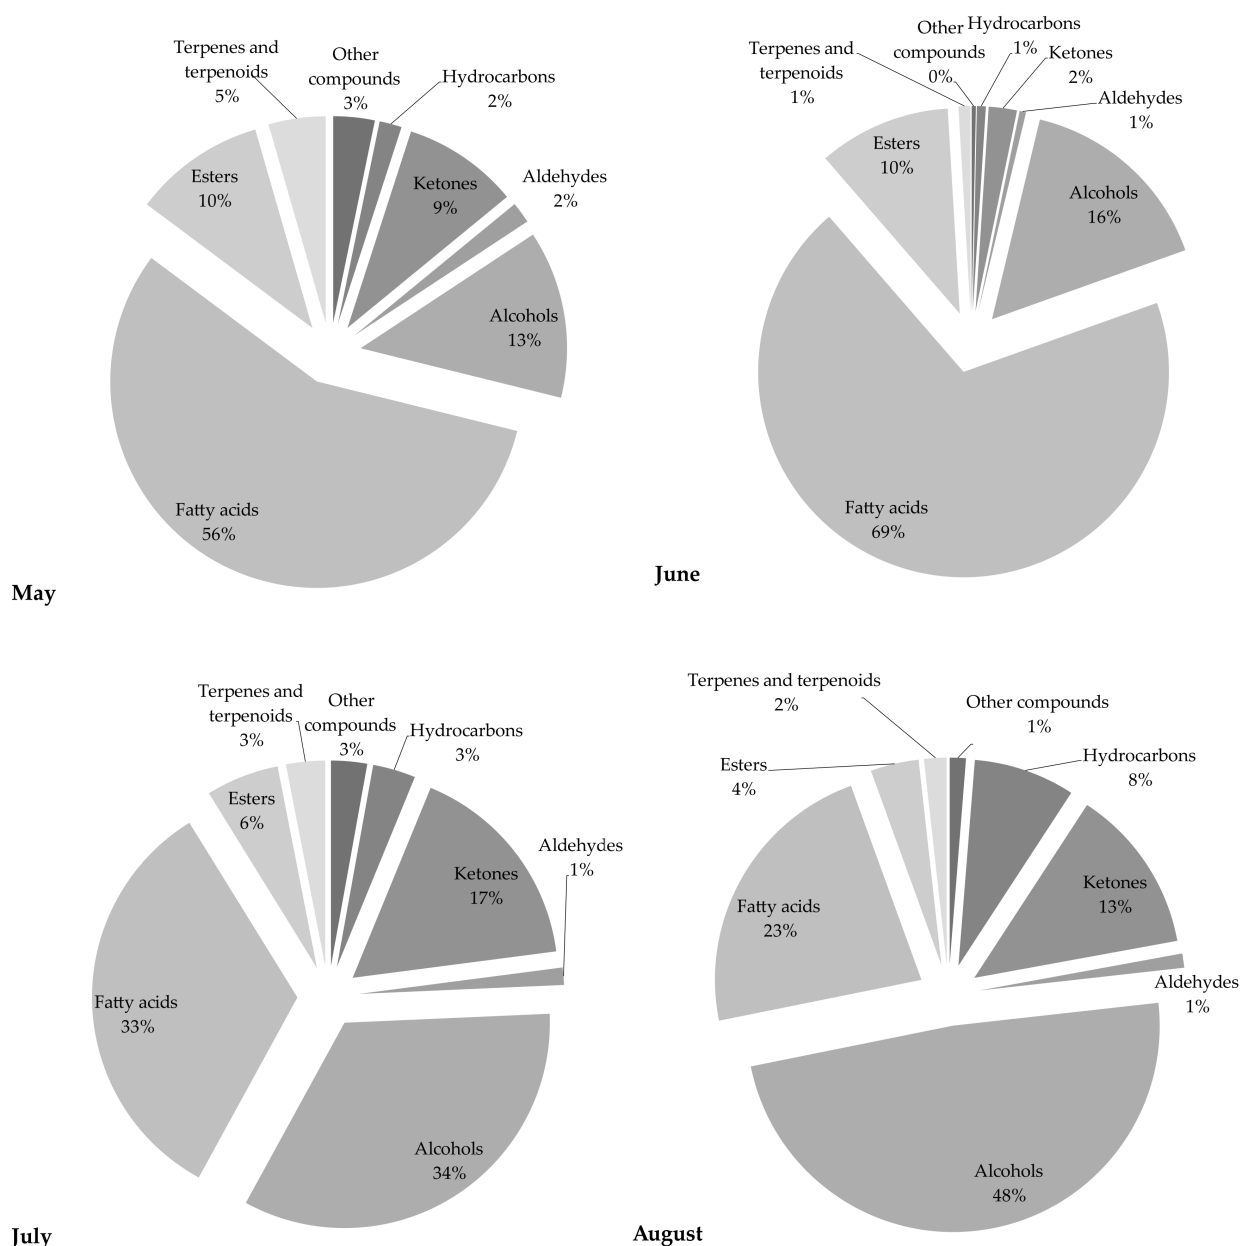 Terpenes and
terpenoids
5%
Other
compounds
3%
Hydrocarbons
2%
Ketones
9%
Aldehydes
2%
Alcohols
13%
Fatty acids
56%
Esters
10%
May
Terpenes and
terpenoids
1%
Other
compounds
0%
Hydrocarbons
1%
Ketones
2%
Aldehydes
1%
Alcohols
16%
Fatty acids
69%
Esters
10%
June
Terpenes and
terpenoids
3%
Other
compounds
3%
Hydrocarbons
3%
Ketones
17%
Aldehydes
1%
Alcohols
34%
Fatty acids
33%
Esters
6%
July
Terpenes and terpenoids
2%
Other compounds
1%
Hydrocarbons
8%
Ketones
13%
Aldehydes
1%
Alcohols
48%
Fatty acids
23%
Esters
4%
August